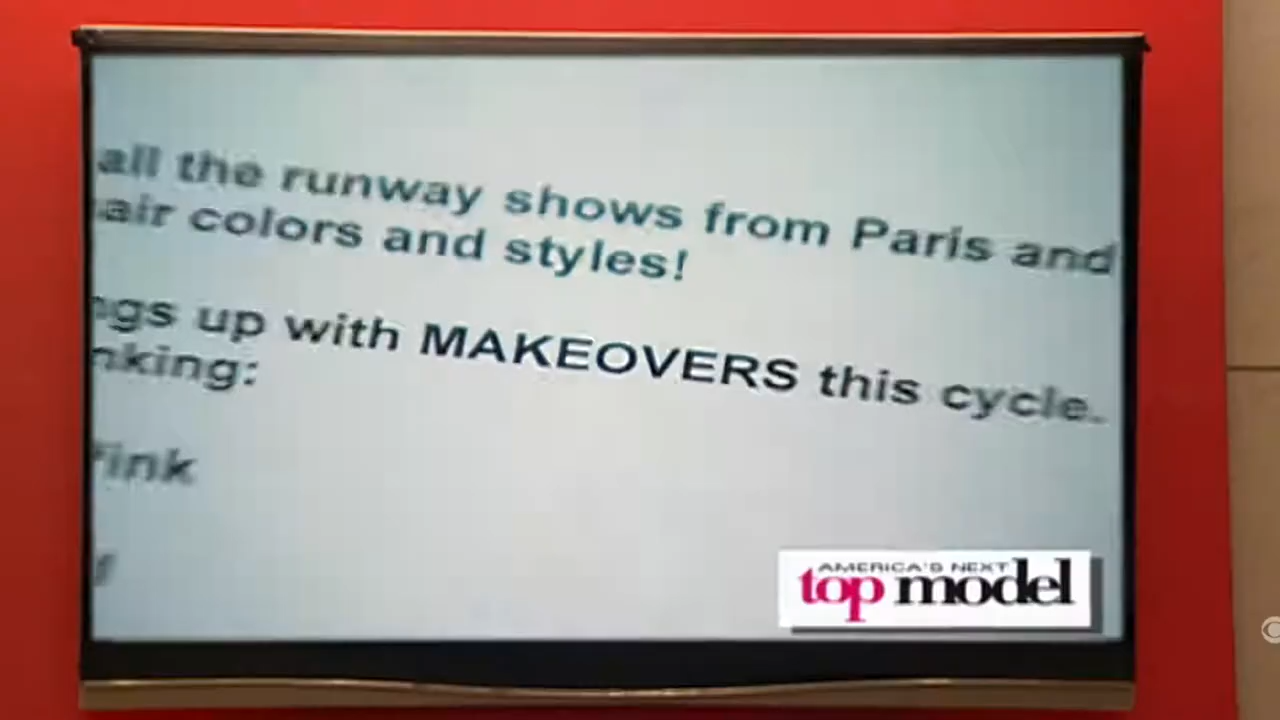 all the runway shows from Paris and
air colors and styles!
ngs up with MAKEOVERS this cycle.
nking:
ink
AMERICA'S NEXT
top model